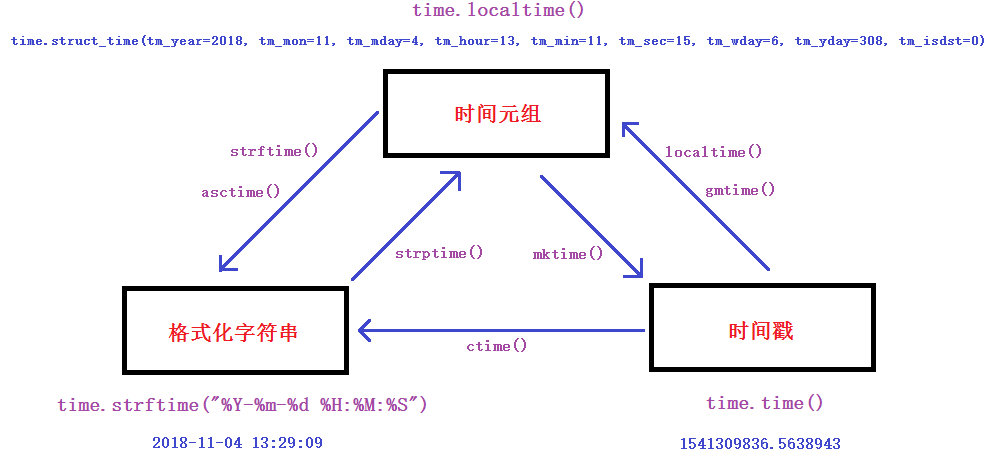 time.localtime()
time.struct_time(tm_year=2018, tm_mon=11, tm_mday=4, tm_hour=13, tm_min=11, tm_sec=15, tm_wday=6, tm_yday=308, tm_isdst=0)
时间元组
strftime()
localtime()
asctime()
gmtime()
strptime()
mktime()
格式化字符串
时间戳
ctime()
time.strftime("%Y-%m-%d %H:%M:%S")
time.time()
2018-11-04 13:29:09
1541309836.5638943